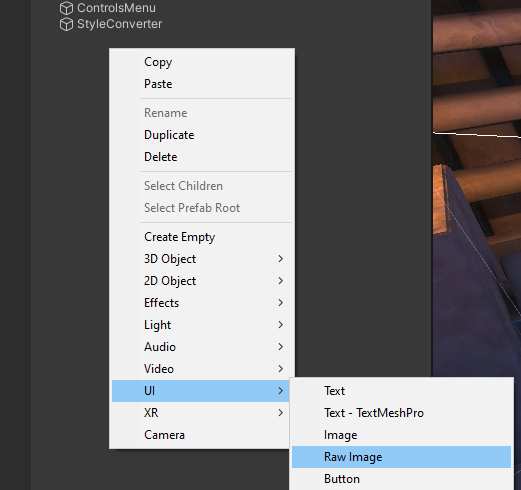 ControlsMenu
StyleConverter
Copy
Paste
Rename
Duplicate
Delete
Select Children
Select Prefab Root
Create Empty
3D Object
2D Object
Effects
Light
Audio
Video
UI
XR
Camera
Text
Text - TextMeshPro
Image
Raw Image
Button